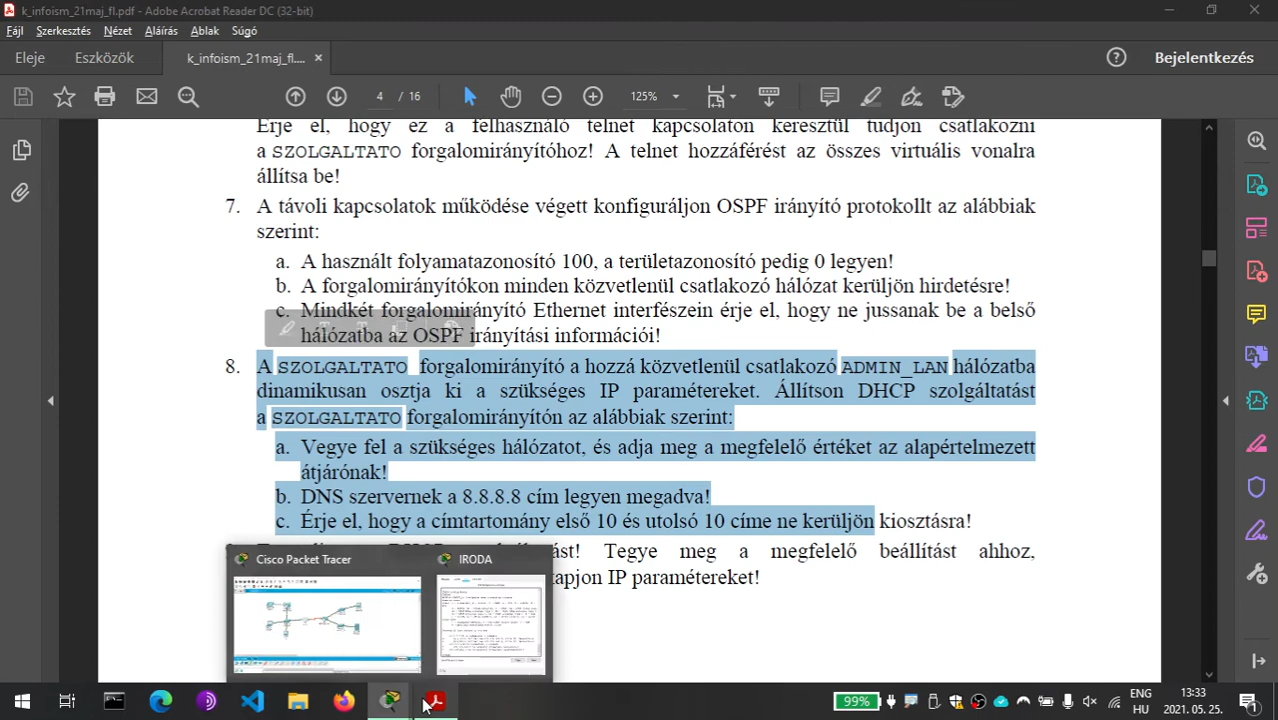 k_infoism_21maj_fl.pdf - Adobe Acrobat Reader DC (32-bit)
Fájl Szerkesztés Nézet Aláírás Ablak Súgó
Eleje Eszközök k_infoism_21maj_fl.... × Bejelentkezés
4 / 16 125%
Érje el, hogy ez a felhasználó telnet kapcsolaton keresztül tudjon csatlakozni
a SZOLGALTATO forgalomirányítóhoz! A telnet hozzáférést az összes virtuális vonalra
állítsa be!
7. A távoli kapcsolatok működése végett konfiguráljon OSPF irányító protokollt az alábbiak
szerint:
a. A használt folyamatazonosító 100, a területazonosító pedig 0 legyen!
b. A forgalomirányítókon minden közvetlenül csatlakozó hálózat kerüljön hirdetésre!
c. Mindkét forgalomirányító Ethernet interfészein érje el, hogy ne jussanak be a belső
hálózatba az OSPF irányítási információi!
8. A SZOLGALTATO forgalomirányító a hozzá közvetlenül csatlakozó ADMIN_LAN hálózatba
dinamikusan osztja ki a szükséges IP paramétereket. Állítson DHCP szolgáltatást
a SZOLGALTATO forgalomirányítón az alábbiak szerint:
a. Vegye fel a szükséges hálózatot, és adja meg a megfelelő értéket az alapértelmezett
átjárónak!
b. DNS szervernek a 8.8.8.8 cím legyen megadva!
c. Érje el, hogy a címtartomány első 10 és utolsó 10 címe ne kerüljön kiosztásra!
Tegye meg a megfelelő beállítást ahhoz,
kapjon IP paramétereket!
Cisco Packet Tracer IRODA
99% ENG 13:33
HU 2021. 05. 25.